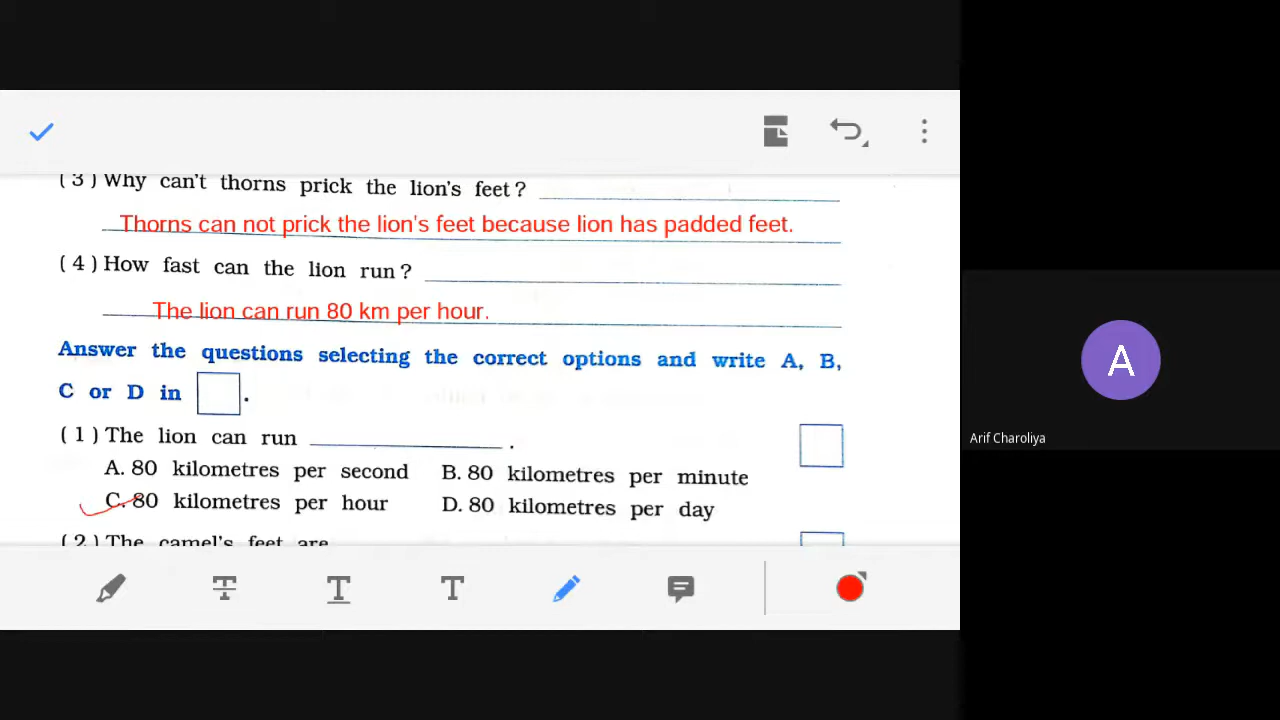 ( 3 ) Why can't thorns prick the lion's feet ?
Thorns can not prick the lion's feet because lion has padded feet.
( 4 ) How fast can the lion run ?
The lion can run 80 km per hour.
Answer the questions selecting the correct options and write A, B,
C or D in .
( 1 ) The lion can run .
A. 80 kilometres per second B. 80 kilometres per minute
C. 80 kilometres per hour D. 80 kilometres per day
( 2 ) The camel's feet are
T T T
A
Arif Charoliya